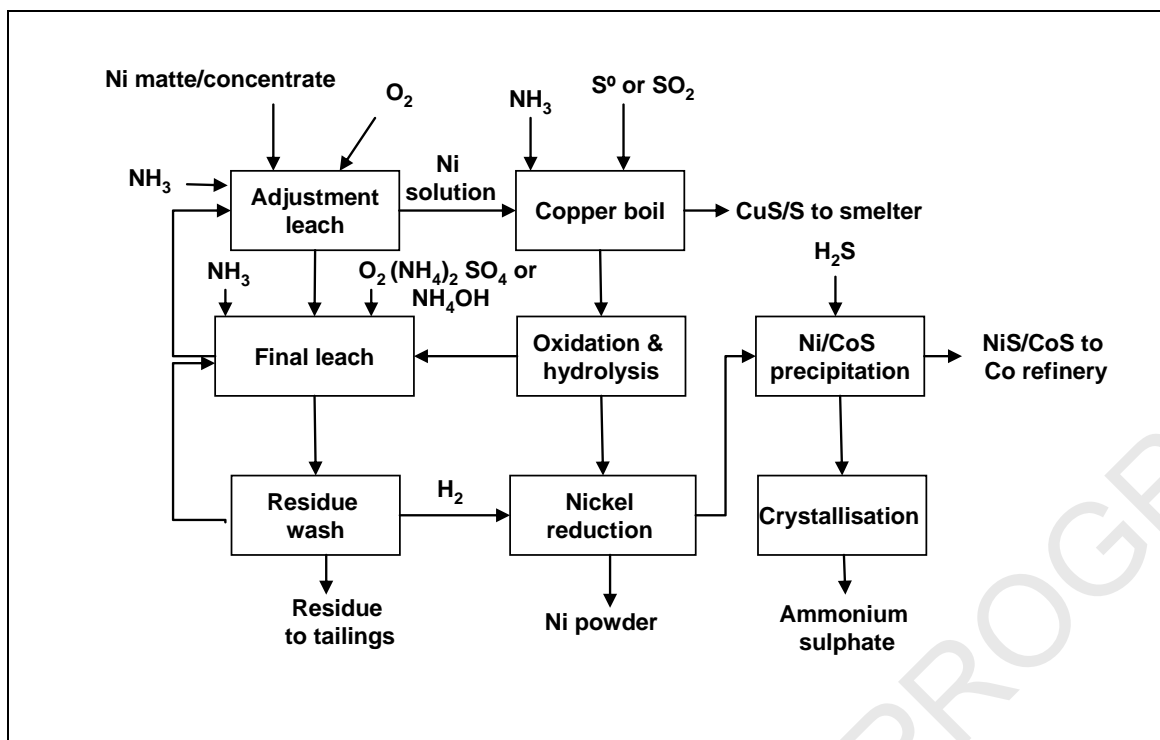 Ni matte/concentrate
O₂
NH₃
S⁰ or SO₂
NH₃
Adjustment
leach
Ni
solution
Copper boil
CuS/S to smelter
H₂S
NH₃
O₂ (NH₄)₂ SO₄ or
NH₄OH
Final leach
Oxidation &
hydrolysis
Ni/CoS
precipitation
NiS/CoS to
Co refinery
Residue
wash
H₂
Nickel
reduction
Crystallisation
Residue
to tailings
Ni powder
Ammonium
sulphate
PROGR